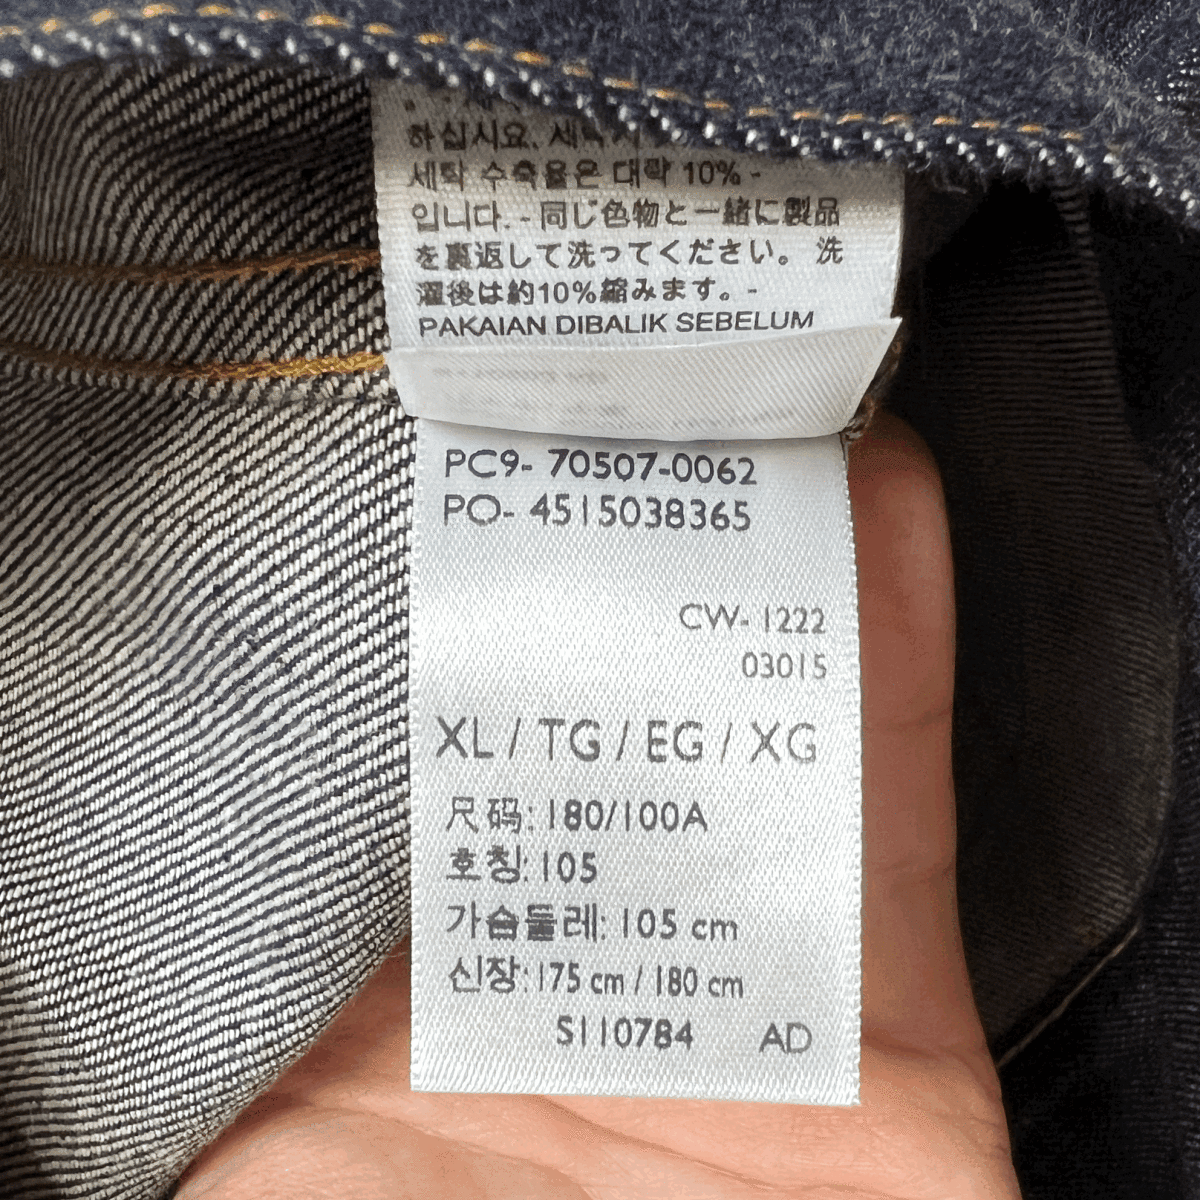 하십시요. 세탁시
세탁 수축율은 대략 10% -
입니다. - 同じ色物と一緒に製品
を裏返して洗ってください。 洗
濯後は約10%縮みます。-
PAKAIAN DIBALIK SEBELUM
PC9- 70507-0062
PO- 4515038365
CW- 1222
03015
XL / TG / EG / XG
尺码: 180/100A
호칭: 105
가슴둘레: 105 cm
신장: 175 cm / 180 cm
S110784 AD